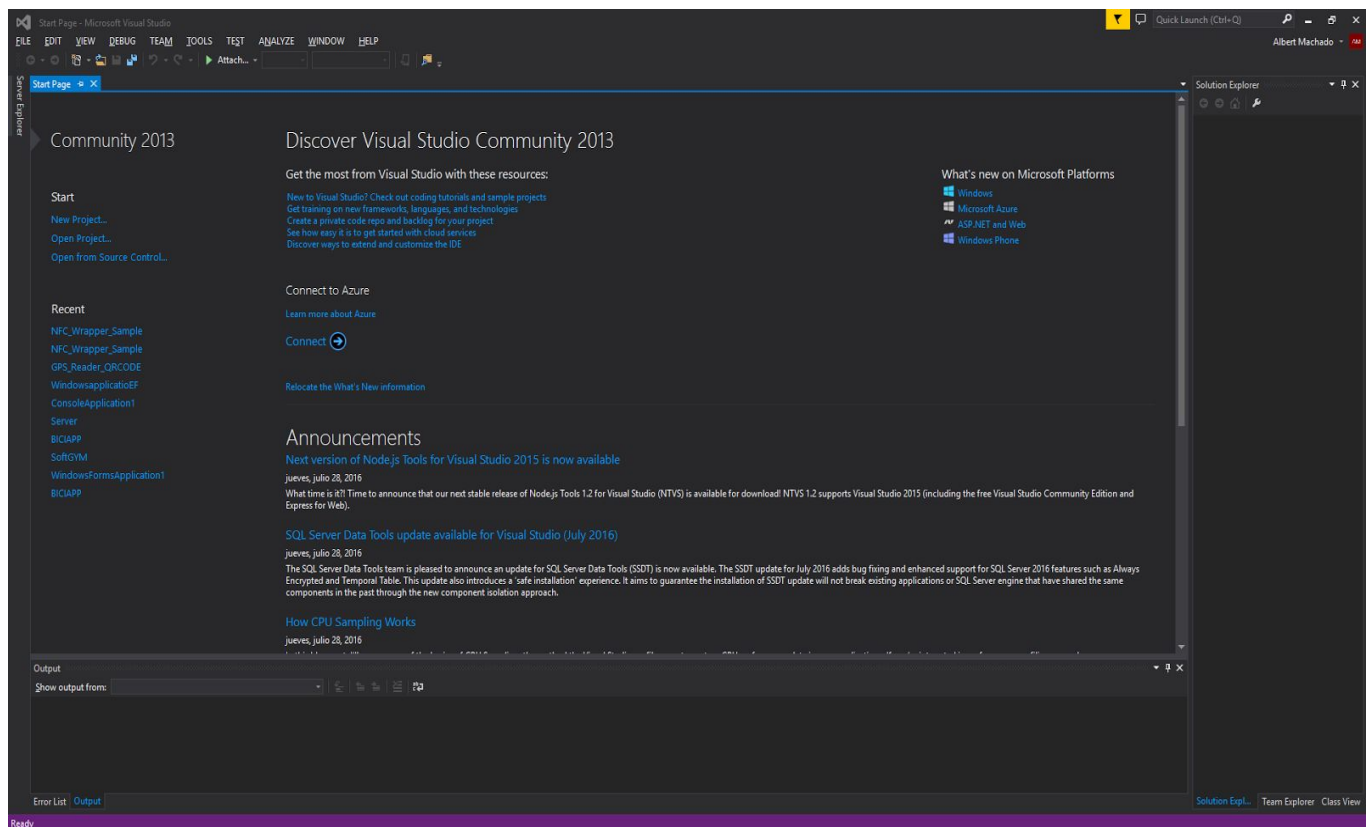 Start Page - Microsoft Visual Studio
Quick Launch (Ctrl+Q)
FILE EDIT VIEW DEBUG TEAM TOOLS TEST ANALYZE WINDOW HELP
Albert Machado
Attach...
Server Explorer
Start Page
Community 2013
Start
New Project...
Open Project...
Open from Source Control...
Recent
NFC_Wrapper_Sample
NFC_Wrapper_Sample
GPS_Reader_QRCODE
WindowsapplicatioEF
ConsoleApplication1
Server
BICIAPP
SoftGYM
WindowsFormsApplication1
BICIAPP
Discover Visual Studio Community 2013
Get the most from Visual Studio with these resources:
New to Visual Studio? Check out coding tutorials and sample projects
Get training on new frameworks, languages, and technologies
Create a private code repo and backlog for your project
See how easy it is to get started with cloud services
Discover ways to extend and customize the IDE
What's new on Microsoft Platforms
Windows
Microsoft Azure
ASP.NET and Web
Windows Phone
Connect to Azure
Learn more about Azure
Connect
Relocate the What's New information
Announcements
Next version of Node.js Tools for Visual Studio 2015 is now available
jueves, julio 28, 2016
What time is it?! Time to announce that our next stable release of Node.js Tools 1.2 for Visual Studio (NTVS) is available for download! NTVS 1.2 supports Visual Studio 2015 (including the free Visual Studio Community Edition and
Express for Web).
SQL Server Data Tools update available for Visual Studio (July 2016)
jueves, julio 28, 2016
The SQL Server Data Tools team is pleased to announce an update for SQL Server Data Tools (SSDT) is now available. The SSDT update for July 2016 adds bug fixing and enhanced support for SQL Server 2016 features such as Always
Encrypted and Temporal Table. This update also introduces a 'safe installation' experience. It aims to guarantee the installation of SSDT update will not break existing applications or SQL Server engine that have shared the same
components in the past through the new component isolation approach.
How CPU Sampling Works
jueves, julio 28, 2016
Output
Show output from:
Error List Output
Solution Explorer
Solution Expl... Team Explorer Class View
Ready